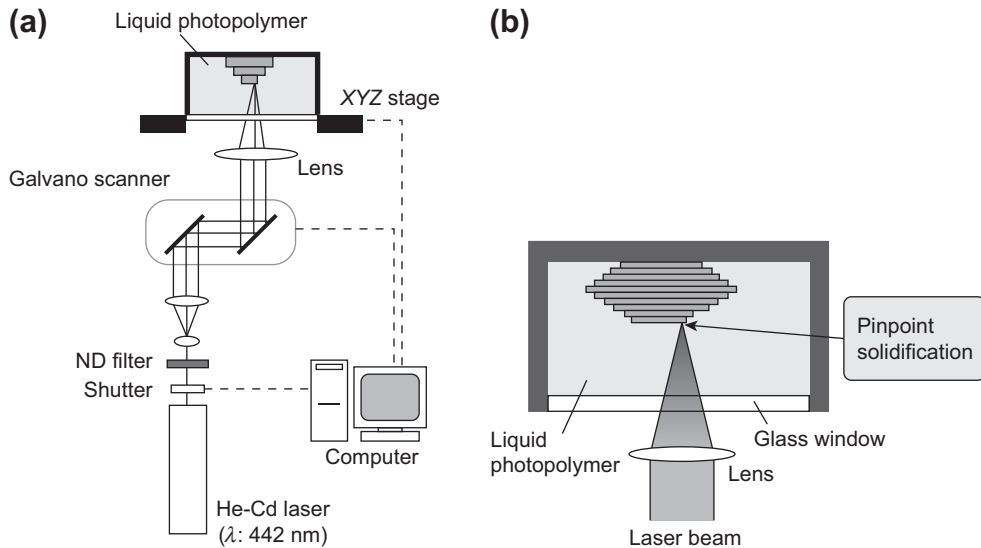 (a)
Liquid photopolymer
XYZ stage
Lens
Galvano scanner
ND filter
Shutter
Computer
He-Cd laser
(λ: 442 nm)
(b)
Pinpoint
solidification
Glass window
Liquid
photopolymer
Lens
Laser beam